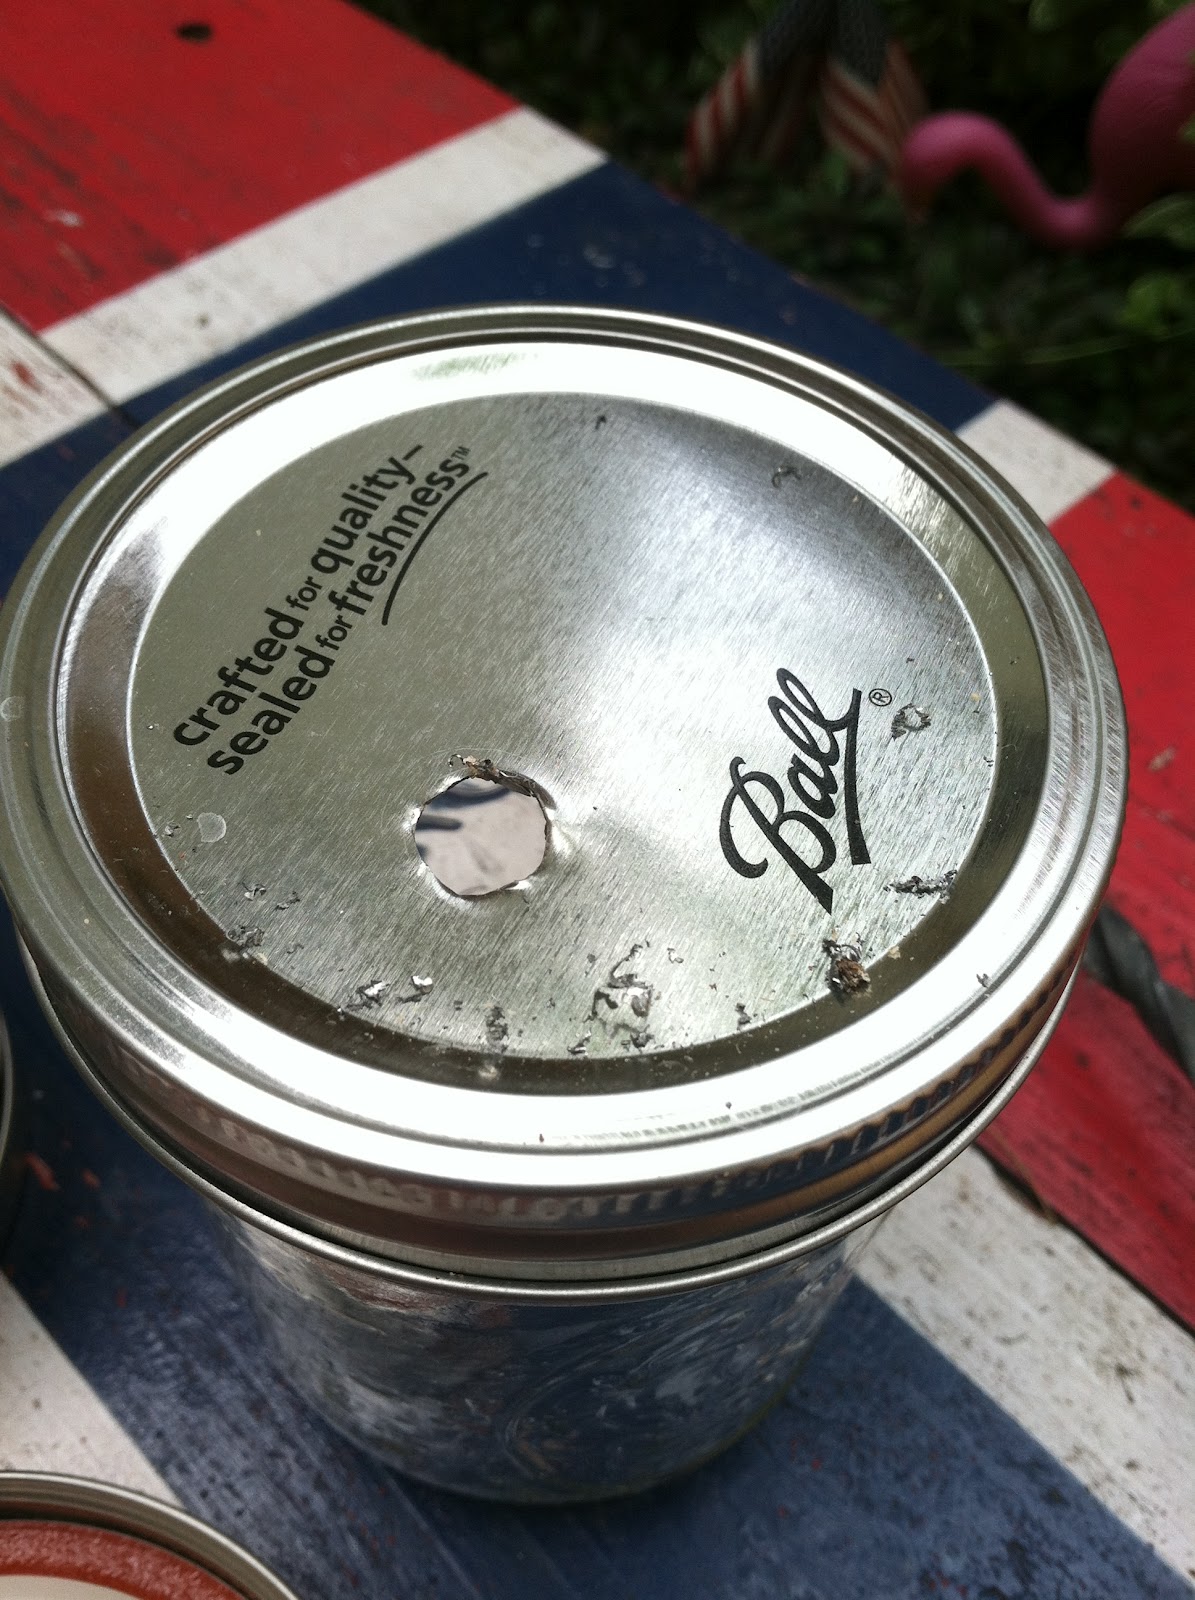 crafted for quality–
sealed for freshness™
Ball®